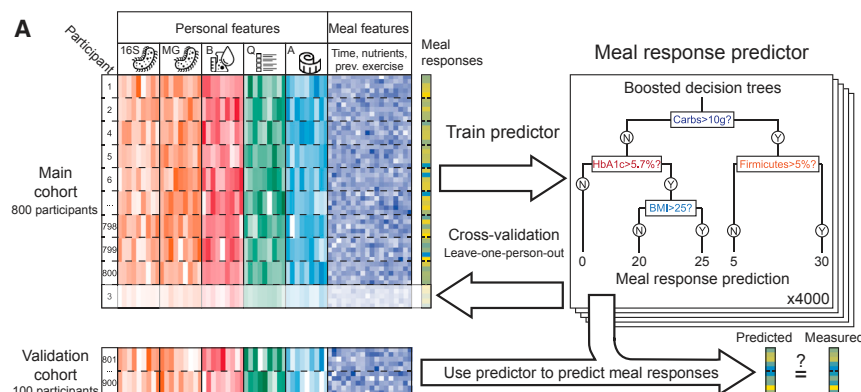 A
Participant
Personal features
Meal features
16S
MG
B
Q
A
Time, nutrients,
prev. exercise
Meal
responses
1
2
4
5
6
...
798
799
800
3
Main
cohort
800 participants
Train predictor
Cross-validation
Leave-one-person-out
Meal response predictor
Boosted decision trees
Carbs>10g?
N
Y
HbA1c>5.7%?
Firmicutes>5%?
N
Y
N
Y
BMI>25?
N
Y
0
20
25
5
30
Meal response prediction
x4000
Validation
cohort
100 participants
801
...
900
Use predictor to predict meal responses
Predicted
Measured
?
=